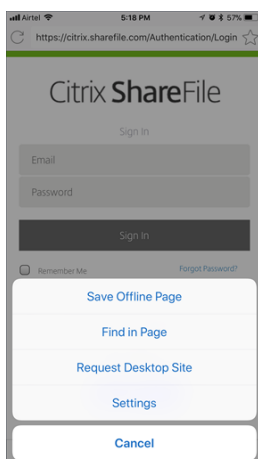 Airtel 5:18 PM 57%
https://citrix.sharefile.com/Authentication/Login
Citrix ShareFile
Sign In
Email
Password
Sign In
Remember Me Forgot Password?
Save Offline Page
Find in Page
Request Desktop Site
Settings
Cancel